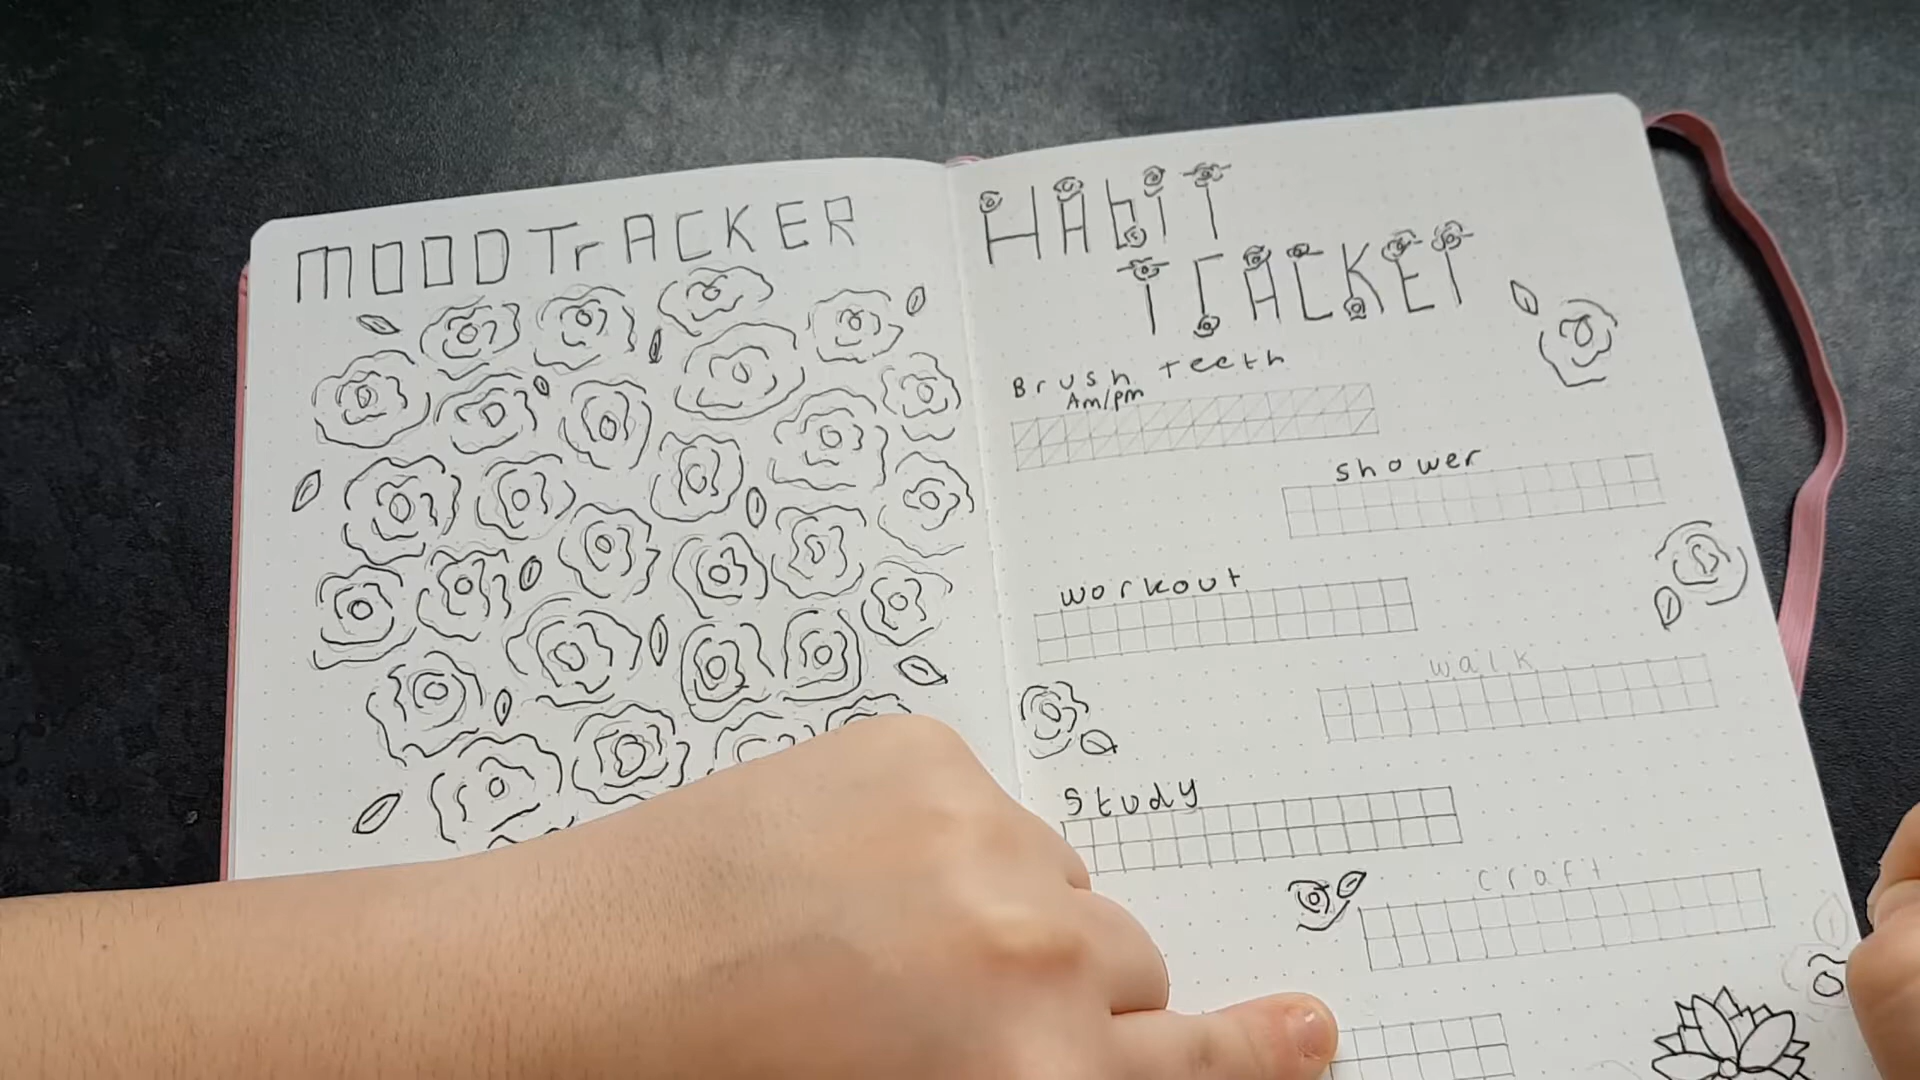 mOODTrACKER
HAbiT
TrACKEr
Brush teeth
Am/pm
shower
workout
walk
study
craft